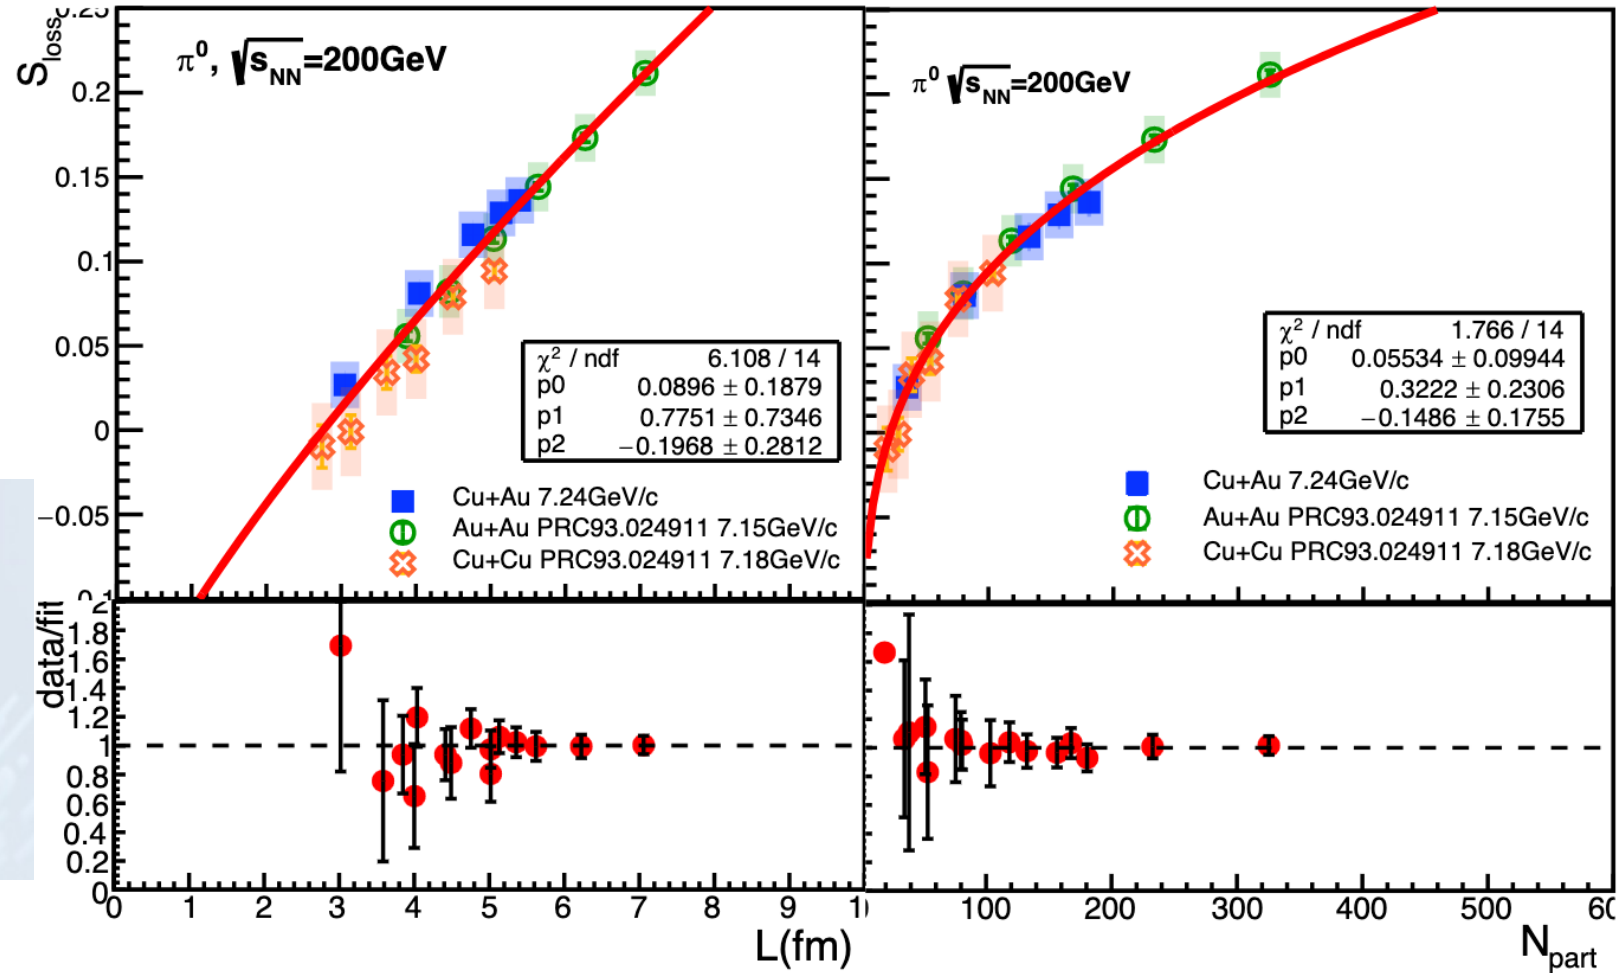 S_loss
0.25
0.2
0.15
0.1
0.05
0
−0.05
0.1
π⁰, √s_NN=200GeV
χ² / ndf 6.108 / 14
p0 0.0896 ± 0.1879
p1 0.7751 ± 0.7346
p2 −0.1968 ± 0.2812
Cu+Au 7.24GeV/c
Au+Au PRC93.024911 7.15GeV/c
Cu+Cu PRC93.024911 7.18GeV/c
π⁰ √s_NN=200GeV
χ² / ndf 1.766 / 14
p0 0.05534 ± 0.09944
p1 0.3222 ± 0.2306
p2 −0.1486 ± 0.1755
Cu+Au 7.24GeV/c
Au+Au PRC93.024911 7.15GeV/c
Cu+Cu PRC93.024911 7.18GeV/c
data/fit
2
1.8
1.6
1.4
1.2
1
0.8
0.6
0.4
0.2
0
0 1 2 3 4 5 6 7 8 9
L(fm)
100 200 300 400 500
N_part